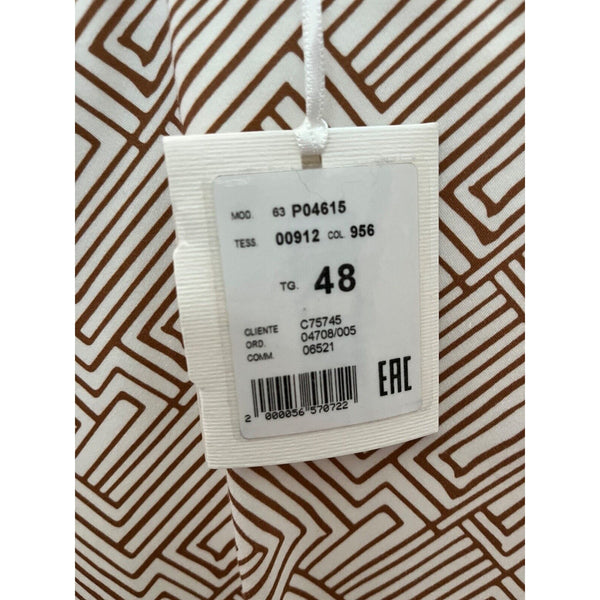 MOD. 63 P04615
TESS. 00912 COL. 956
TG. 48
CLIENTE C75745
ORD. 04708/005
COMM. 06521
EAC
2 000056 570722